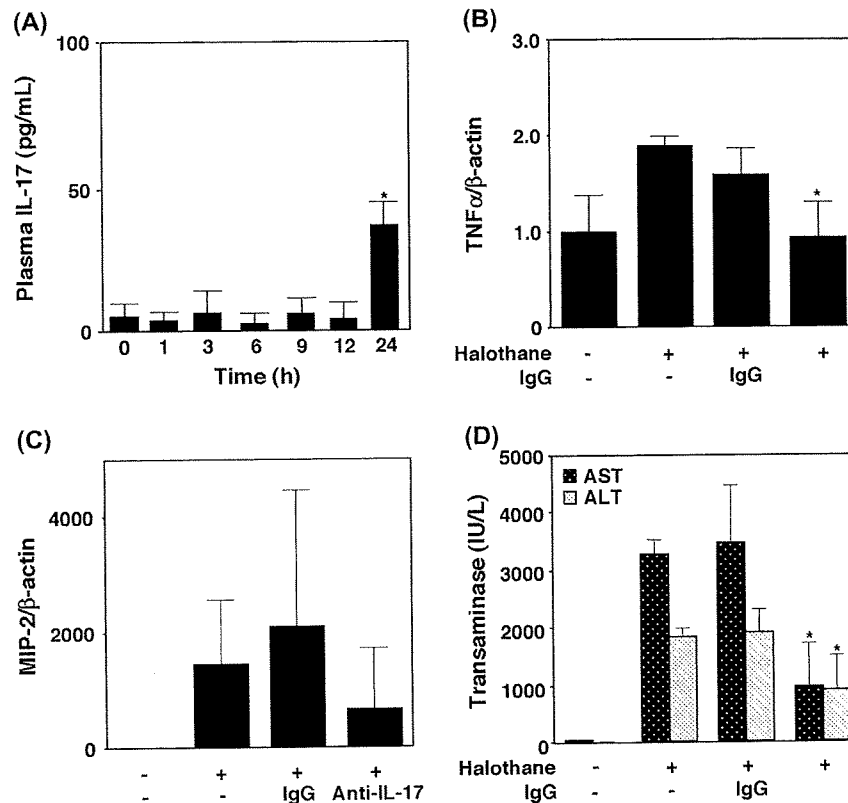 (A)
100
50
0
Plasma IL-17 (pg/mL)
*
0 1 3 6 9 12 24
Time (h)
(B)
3.0
2.0
1.0
0
TNFα/β-actin
*
Halothane - + + +
IgG - - IgG
(C)
4000
2000
0
MIP-2/β-actin
- + + +
- - IgG Anti-IL-17
(D)
5000
4000
3000
2000
1000
0
Transaminase (IU/L)
AST
ALT
* *
Halothane - + + +
IgG - - IgG